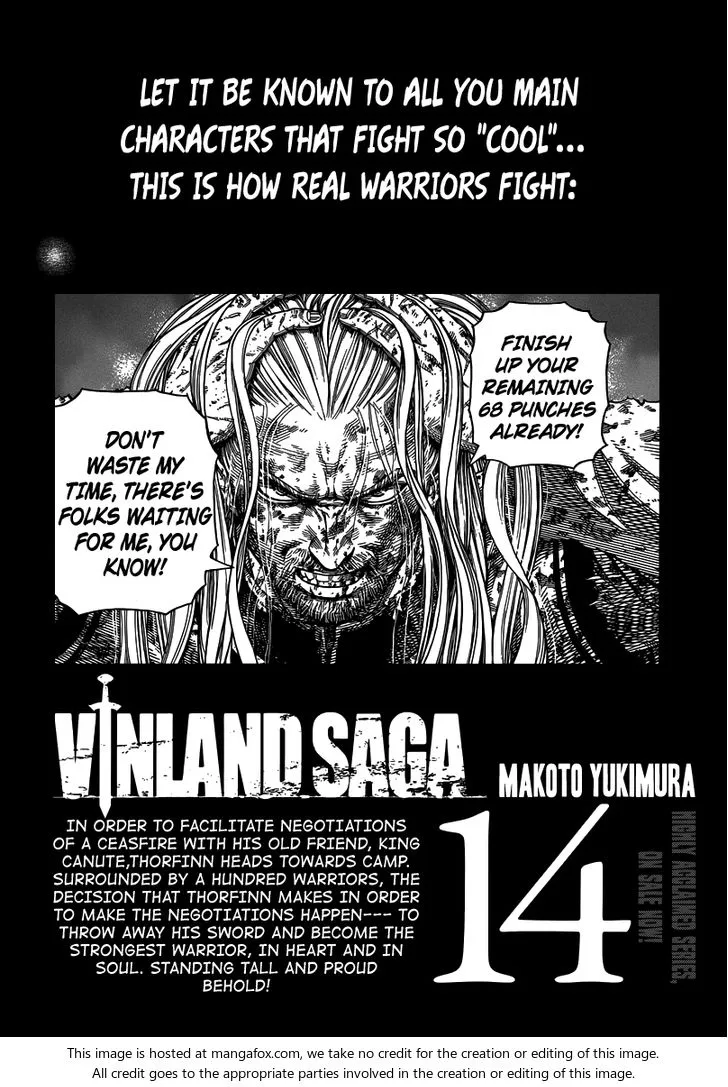 LET IT BE KNOWN TO ALL YOU MAIN
CHARACTERS THAT FIGHT SO "COOL"...
THIS IS HOW REAL WARRIORS FIGHT:
FINISH
UP YOUR
REMAINING
68 PUNCHES
ALREADY!
DON'T
WASTE MY
TIME, THERE'S
FOLKS WAITING
FOR ME, YOU
KNOW!
VINLAND SAGA
MAKOTO YUKIMURA
14
IN ORDER TO FACILITATE NEGOTIATIONS
OF A CEASFIRE WITH HIS OLD FRIEND, KING
CANUTE,THORFINN HEADS TOWARDS CAMP.
SURROUNDED BY A HUNDRED WARRIORS, THE
DECISION THAT THORFINN MAKES IN ORDER
TO MAKE THE NEGOTIATIONS HAPPEN--- TO
THROW AWAY HIS SWORD AND BECOME THE
STRONGEST WARRIOR, IN HEART AND IN
SOUL. STANDING TALL AND PROUD
BEHOLD!
HIGHLY ACCLAIMED SERIES,
ON SALE NOW!
This image is hosted at mangafox.com, we take no credit for the creation or editing of this image.
All credit goes to the appropriate parties involved in the creation or editing of this image.